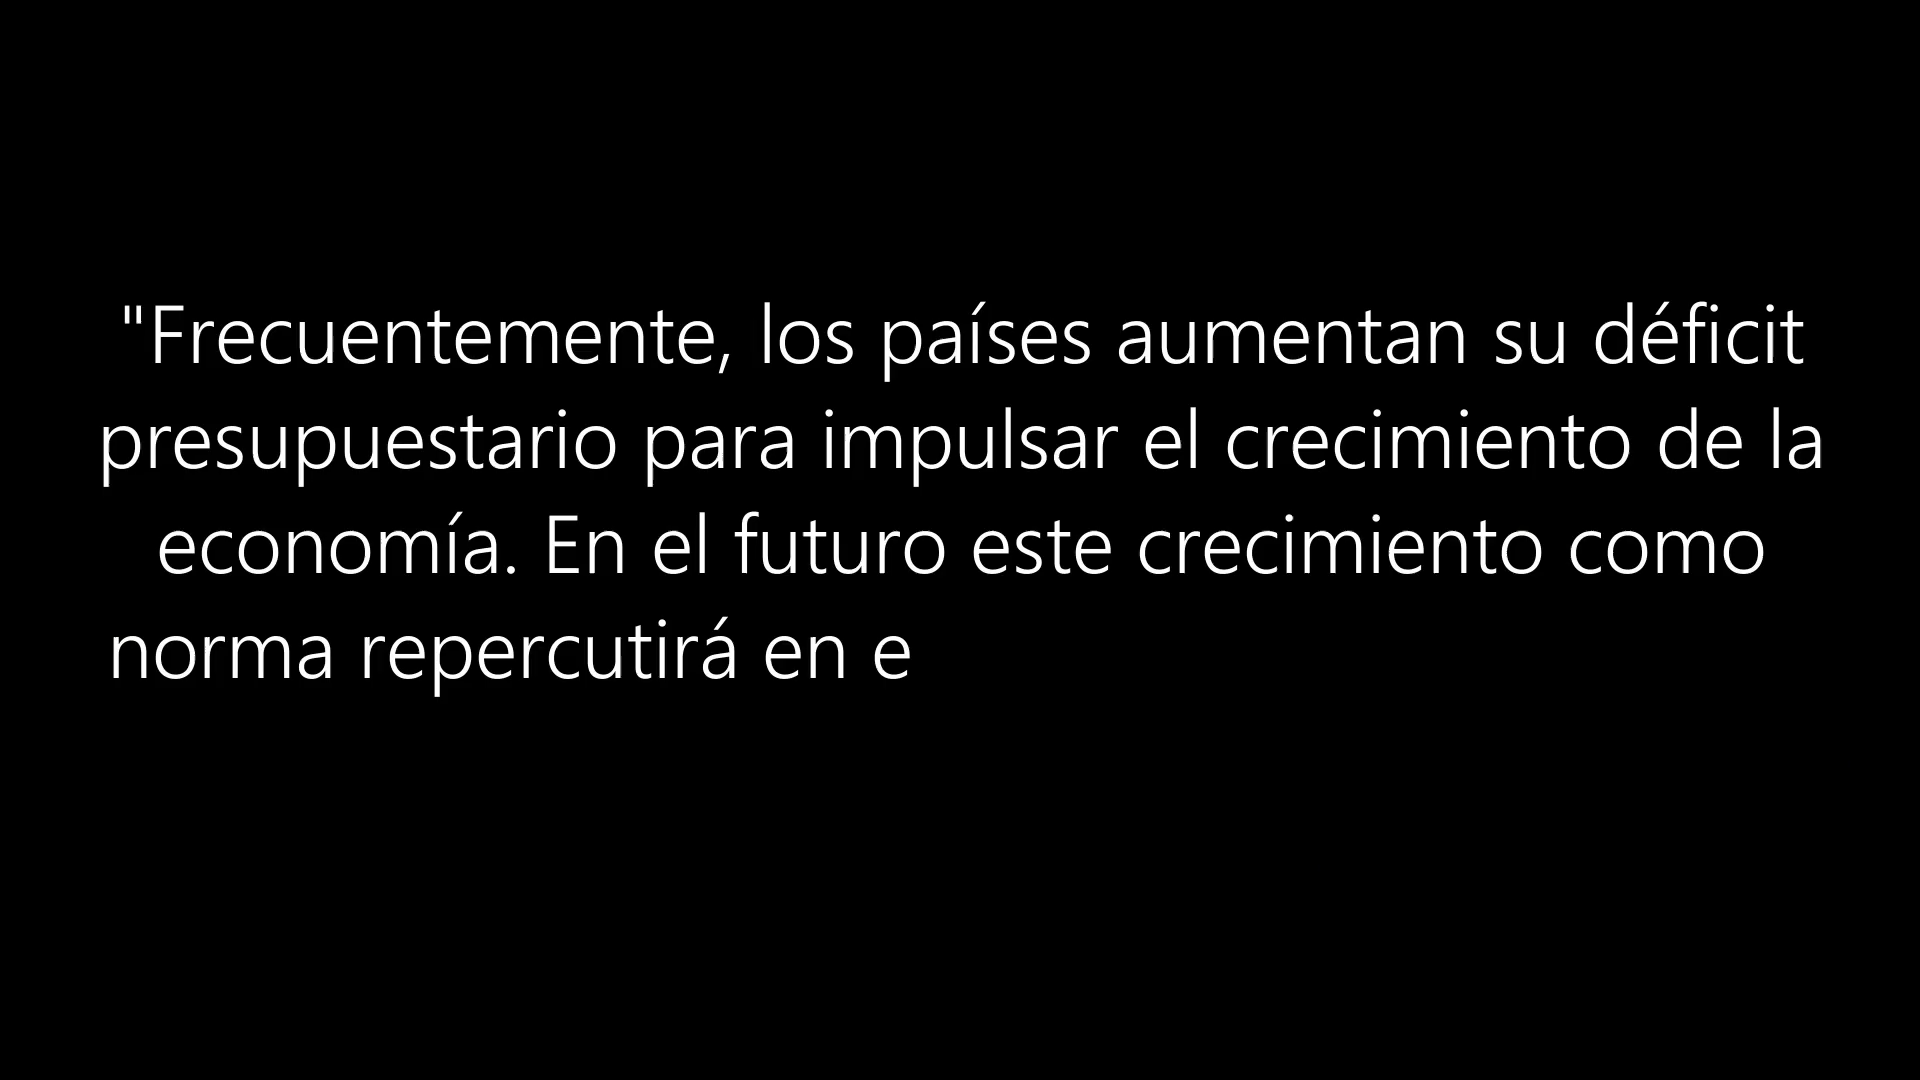 "Frecuentemente, los países aumentan su déficit
presupuestario para impulsar el crecimiento de la
economía. En el futuro este crecimiento como
norma repercutirá en e